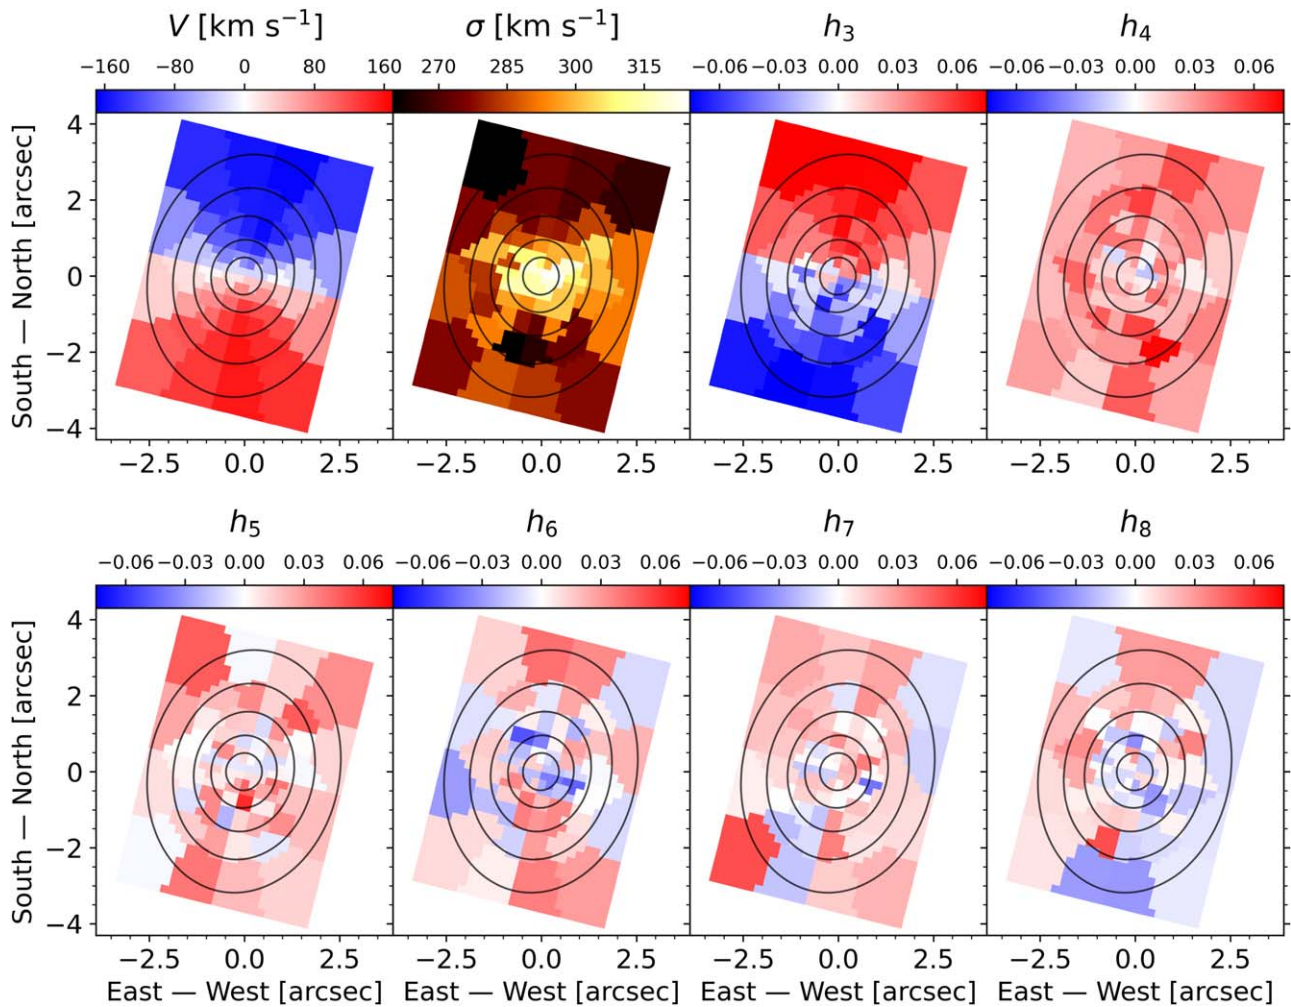 V [km s⁻¹] σ [km s⁻¹] h₃ h₄
−160 −80 0 80 160 270 285 300 315 −0.06 −0.03 0.00 0.03 0.06 −0.06 −0.03 0.00 0.03 0.06
South — North [arcsec]
4
2
0
−2
−4
−2.5 0.0 2.5 −2.5 0.0 2.5 −2.5 0.0 2.5 −2.5 0.0 2.5
h₅ h₆ h₇ h₈
−0.06 −0.03 0.00 0.03 0.06 −0.06 −0.03 0.00 0.03 0.06 −0.06 −0.03 0.00 0.03 0.06 −0.06 −0.03 0.00 0.03 0.06
South — North [arcsec]
4
2
0
−2
−4
−2.5 0.0 2.5 −2.5 0.0 2.5 −2.5 0.0 2.5 −2.5 0.0 2.5
East — West [arcsec] East — West [arcsec] East — West [arcsec] East — West [arcsec]